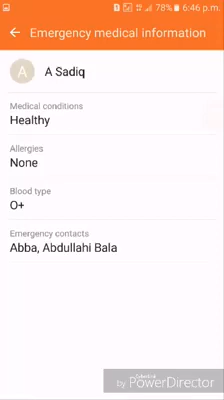 78% 6:46 p.m.
Emergency medical information
A
A Sadiq
Medical conditions
Healthy
Allergies
None
Blood type
O+
Emergency contacts
Abba, Abdullahi Bala
CyberLink
by PowerDirector